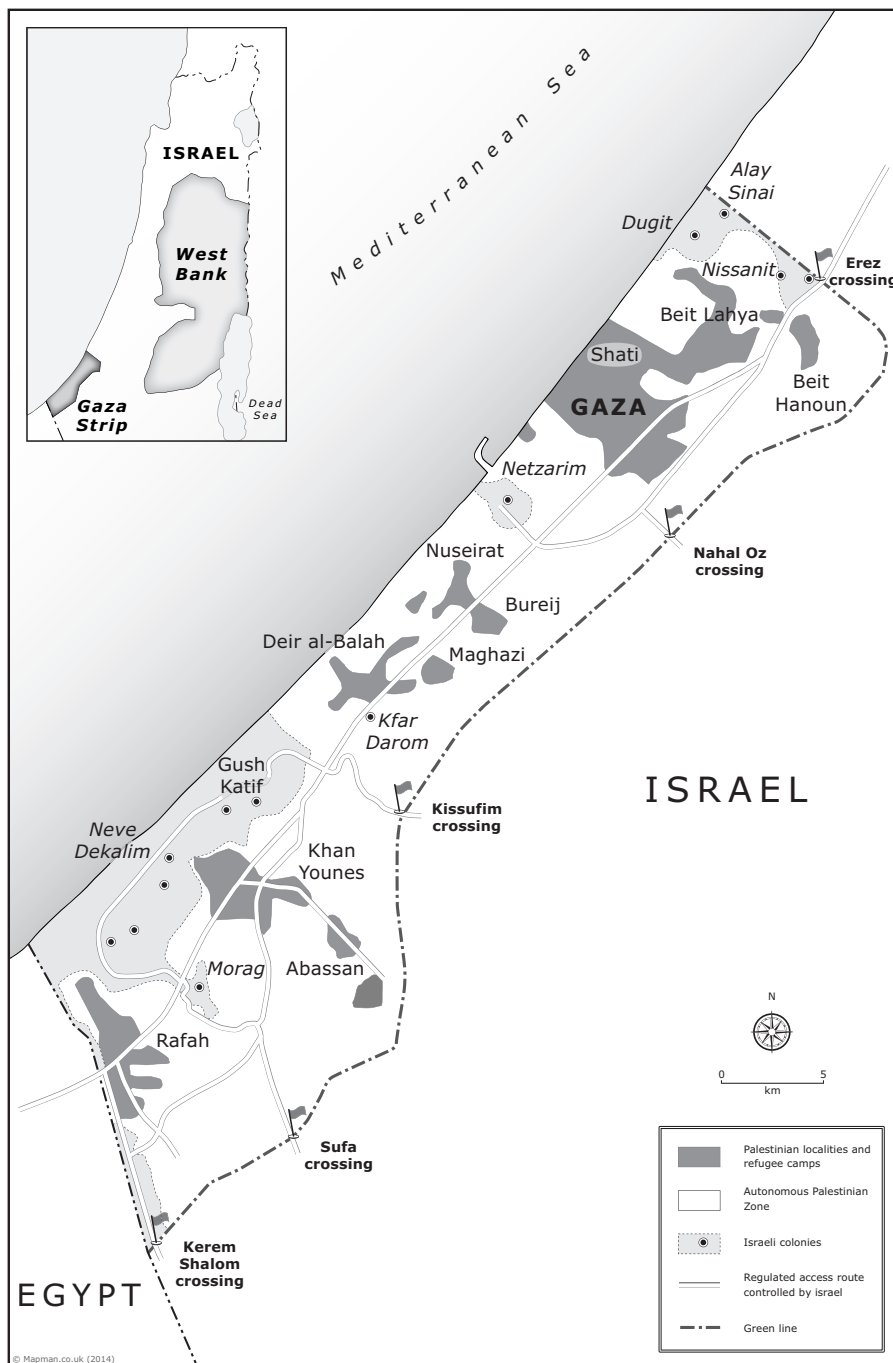 ISRAEL
West
Bank
Gaza
Strip
Dead
Sea
Mediterranean Sea
Alay
Sinai
Dugit
Nissanit
Erez
crossing
Beit Lahya
Shati
GAZA
Beit
Hanoun
Netzarim
Nahal Oz
crossing
Nuseirat
Bureij
Deir al-Balah
Maghazi
Kfar
Darom
Gush
Katif
ISRAEL
Kissufim
crossing
Neve
Dekalim
Khan
Younes
Morag
Abassan
Rafah
N
0 5
km
Sufa
crossing
Kerem
Shalom
crossing
EGYPT
Palestinian localities and
refugee camps
Autonomous Palestinian
Zone
Israeli colonies
Regulated access route
controlled by israel
Green line
© Mapman.co.uk (2014)